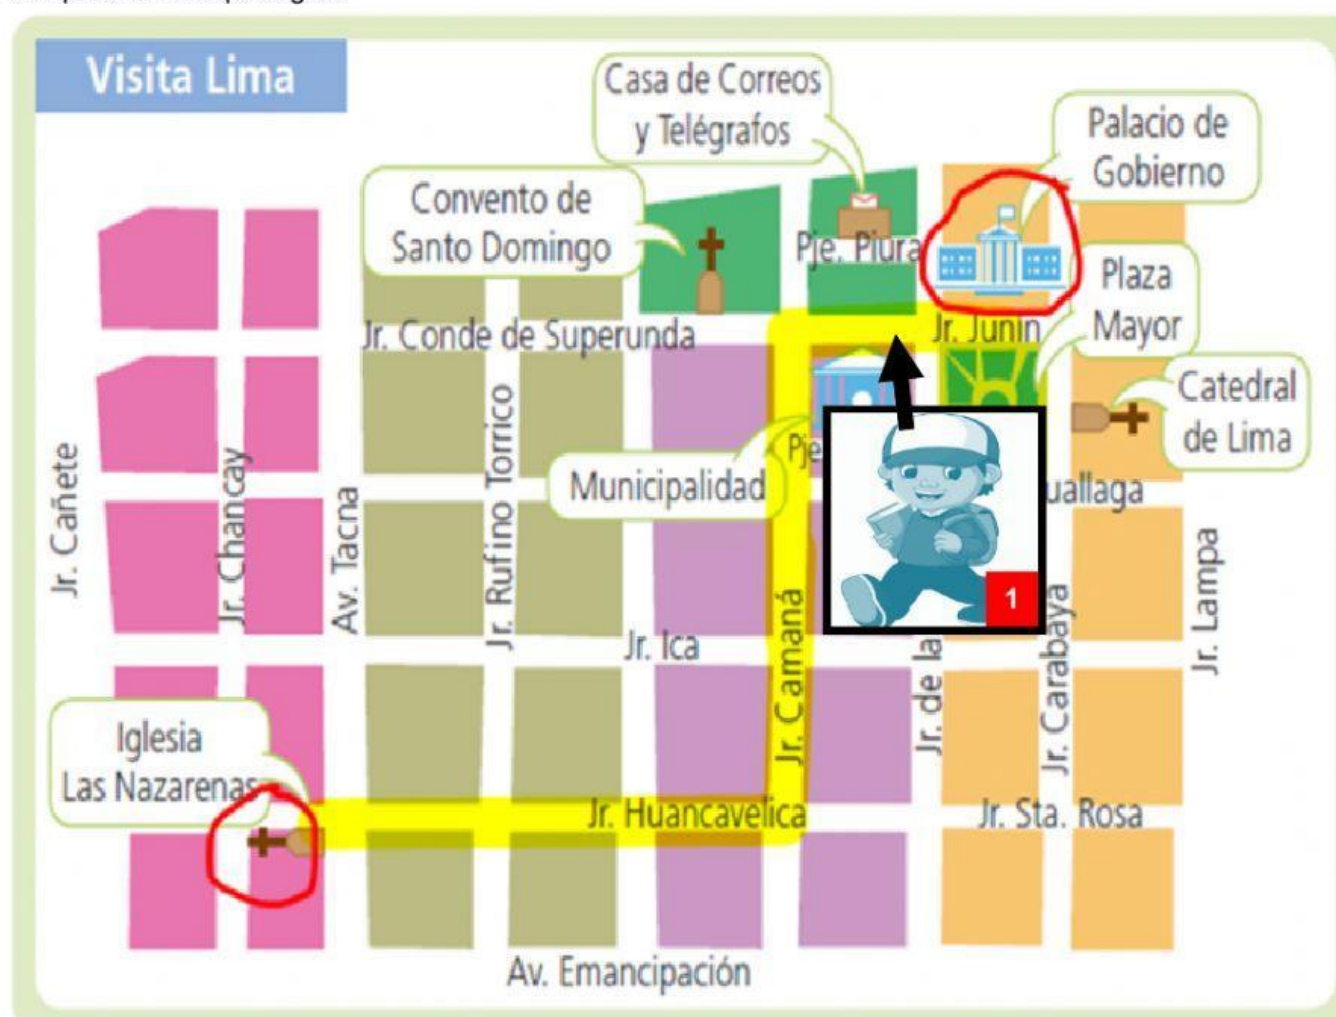 Visita Lima
Casa de Correos
y Telégrafos
Palacio de
Gobierno
Convento de
Santo Domingo
Pje. Piura
Plaza
Mayor
Jr. Conde de Superunda
Jr. Junín
Catedral
de Lima
Municipalidad
Pje
uallaga
Jr. Cañete
Jr. Chancay
Av. Tacna
Jr. Rufino Torrico
Jr. Ica
Jr. Camaná
1
Jr. de la
Jr. Carabaya
Jr. Lampa
Iglesia
Las Nazarenas
Jr. Huancavelica
Jr. Sta. Rosa
Av. Emancipación